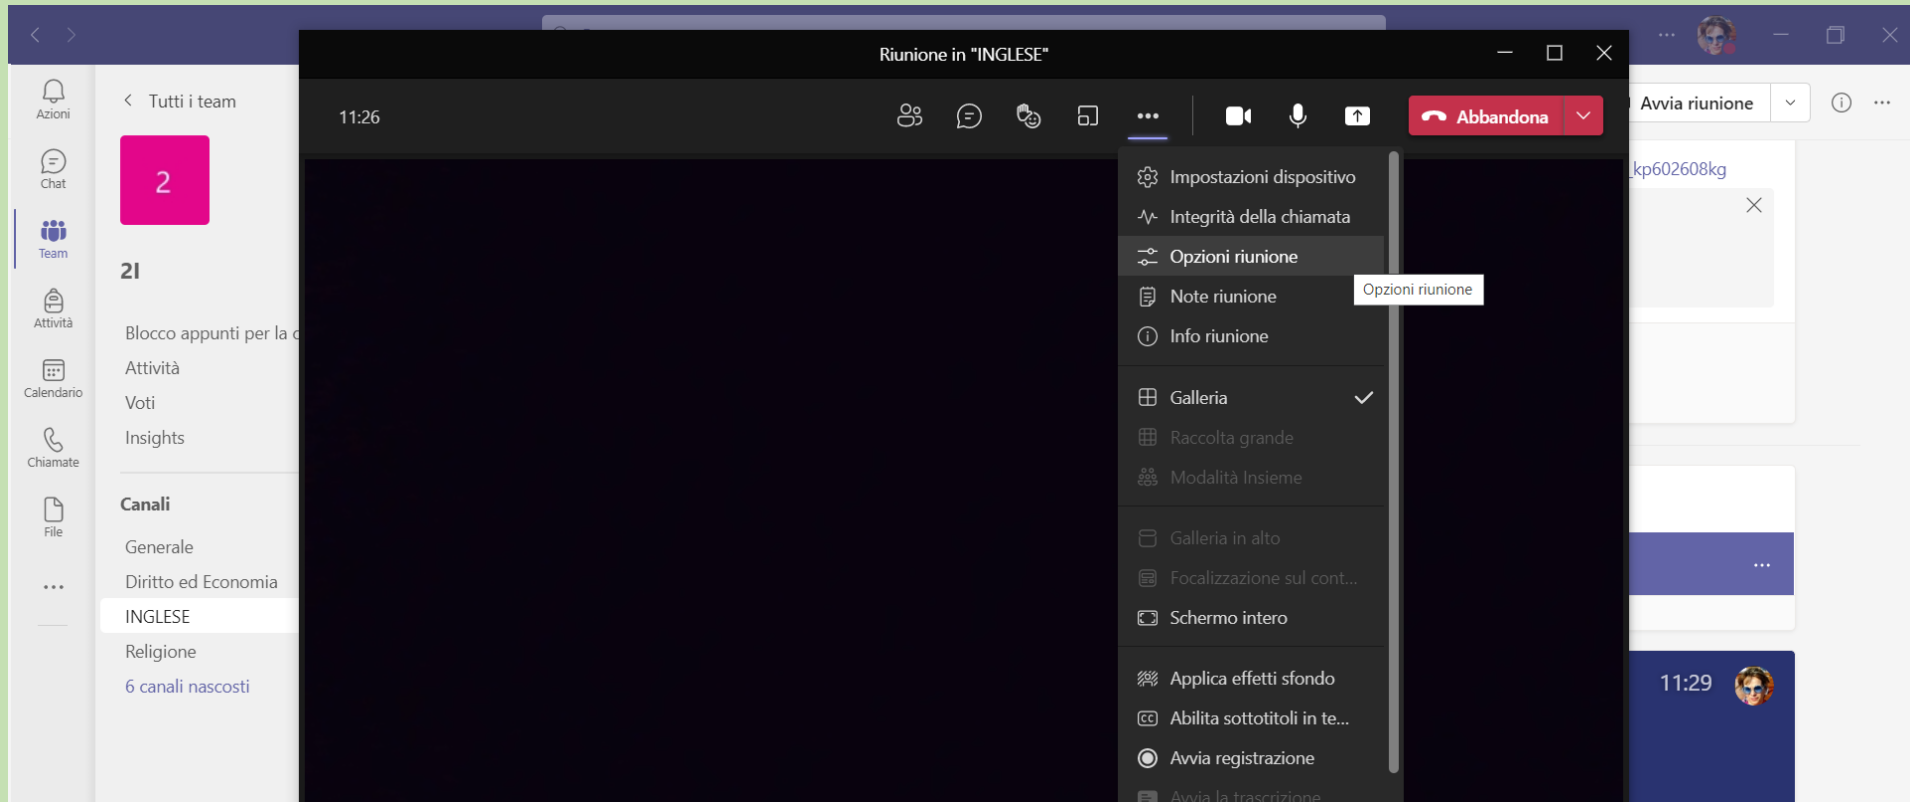 Riunione in "INGLESE"
11:26
Abbandona
Avvia riunione
Azioni
Chat
Team
Attività
Calendario
Chiamate
File
Tutti i team
2
2I
Blocco appunti per la
Attività
Voti
Insights
Canali
Generale
Diritto ed Economia
INGLESE
Religione
6 canali nascosti
Impostazioni dispositivo
Integrità della chiamata
Opzioni riunione
Opzioni riunione
Note riunione
Info riunione
Galleria
Raccolta grande
Modalità Insieme
Galleria in alto
Focalizzazione sul cont...
Schermo intero
Applica effetti sfondo
CC Abilita sottotitoli in te...
Avvia registrazione
Avvia la trascrizione
_kp602608kg
11:29